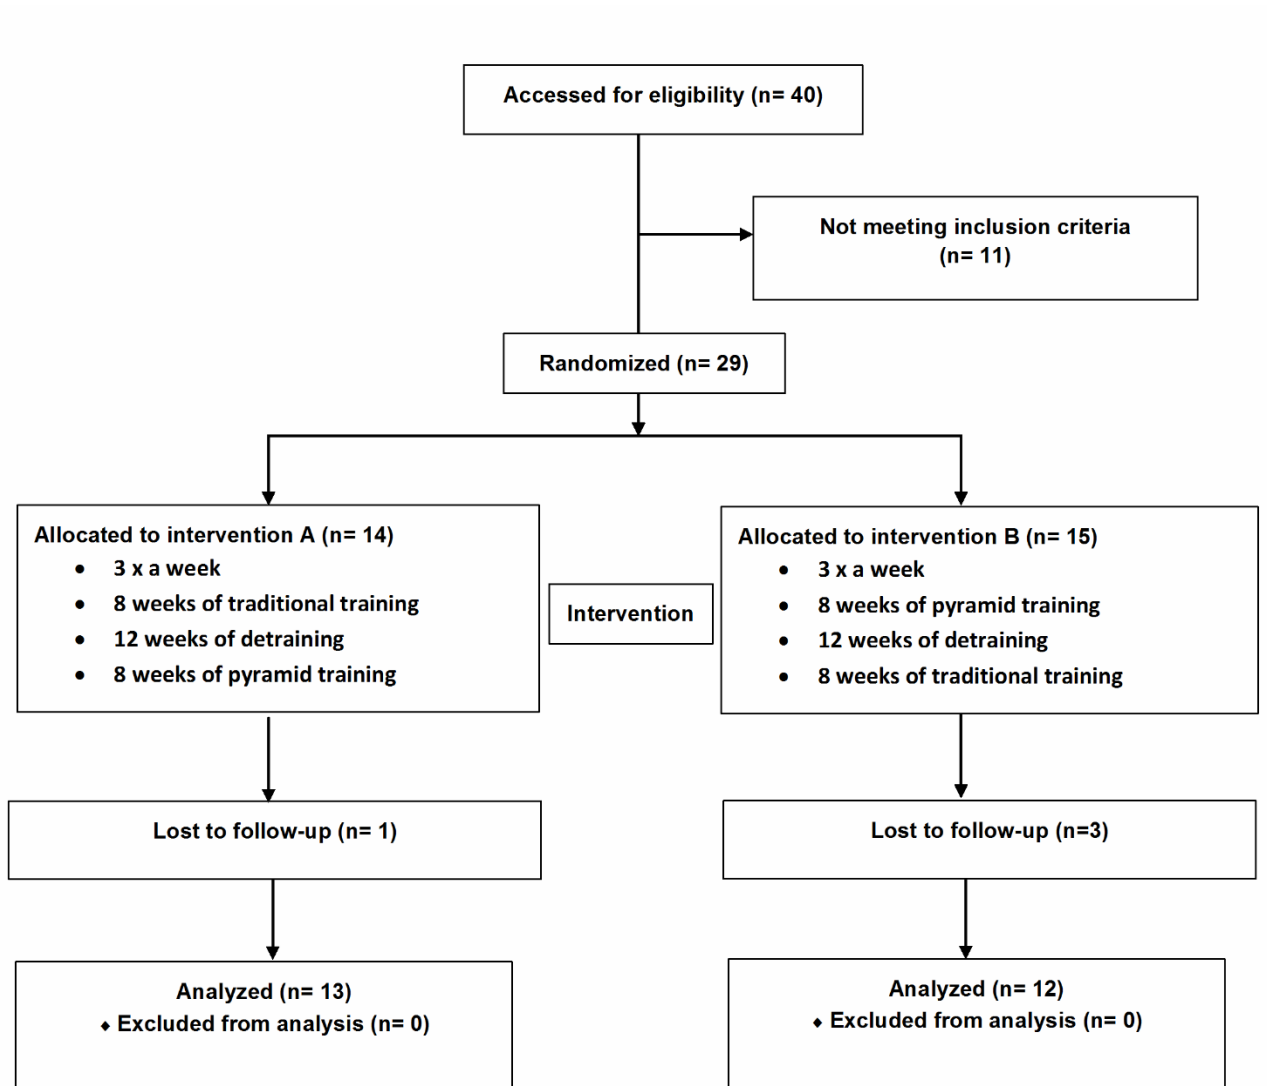 Accessed for eligibility (n= 40)
Not meeting inclusion criteria
(n= 11)
Randomized (n= 29)
Allocated to intervention A (n= 14)
• 3 x a week
• 8 weeks of traditional training
• 12 weeks of detraining
• 8 weeks of pyramid training
Intervention
Allocated to intervention B (n= 15)
• 3 x a week
• 8 weeks of pyramid training
• 12 weeks of detraining
• 8 weeks of traditional training
Lost to follow-up (n= 1)
Lost to follow-up (n=3)
Analyzed (n= 13)
♦ Excluded from analysis (n= 0)
Analyzed (n= 12)
♦ Excluded from analysis (n= 0)